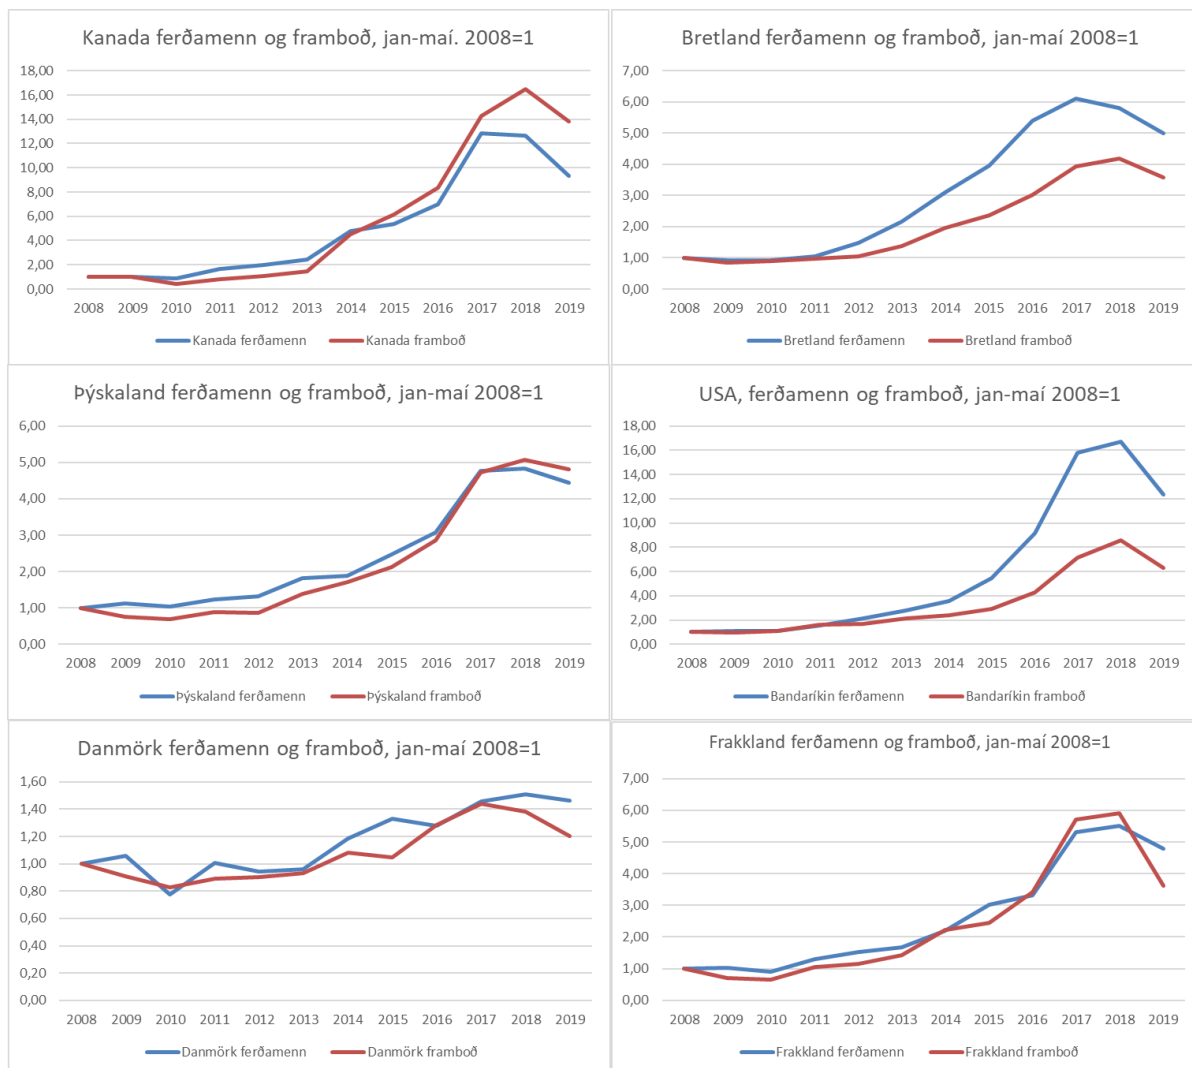 Kanada ferðamenn og framboð, jan-maí. 2008=1
18,00
16,00
14,00
12,00
10,00
8,00
6,00
4,00
2,00
0,00
2008 2009 2010 2011 2012 2013 2014 2015 2016 2017 2018 2019
Kanada ferðamenn Kanada framboð
Bretland ferðamenn og framboð, jan-maí 2008=1
7,00
6,00
5,00
4,00
3,00
2,00
1,00
0,00
2008 2009 2010 2011 2012 2013 2014 2015 2016 2017 2018 2019
Bretland ferðamenn Bretland framboð
Þýskaland ferðamenn og framboð, jan-maí 2008=1
6,00
5,00
4,00
3,00
2,00
1,00
0,00
2008 2009 2010 2011 2012 2013 2014 2015 2016 2017 2018 2019
Þýskaland ferðamenn Þýskaland framboð
USA, ferðamenn og framboð, jan-maí 2008=1
18,00
16,00
14,00
12,00
10,00
8,00
6,00
4,00
2,00
0,00
2008 2009 2010 2011 2012 2013 2014 2015 2016 2017 2018 2019
Bandaríkin ferðamenn Bandaríkin framboð
Danmörk ferðamenn og framboð, jan-maí 2008=1
1,60
1,40
1,20
1,00
0,80
0,60
0,40
0,20
0,00
2008 2009 2010 2011 2012 2013 2014 2015 2016 2017 2018 2019
Danmörk ferðamenn Danmörk framboð
Frakkland ferðamenn og framboð, jan-maí 2008=1
7,00
6,00
5,00
4,00
3,00
2,00
1,00
0,00
2008 2009 2010 2011 2012 2013 2014 2015 2016 2017 2018 2019
Frakkland ferðamenn Frakkland framboð